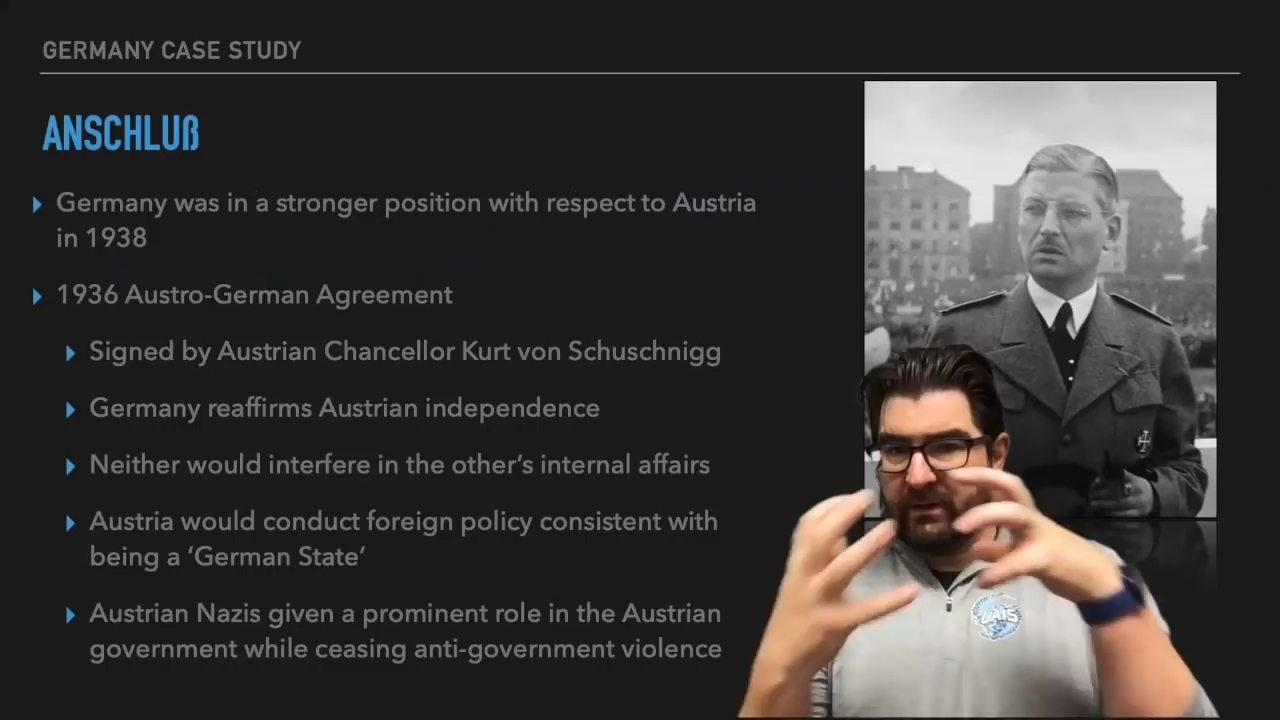 GERMANY CASE STUDY
ANSCHLUß
Germany was in a stronger position with respect to Austria
in 1938
1936 Austro-German Agreement
Signed by Austrian Chancellor Kurt von Schuschnigg
Germany reaffirms Austrian independence
Neither would interfere in the other’s internal affairs
Austria would conduct foreign policy consistent with
being a ‘German State’
Austrian Nazis given a prominent role in the Austrian
government while ceasing anti-government violence
UAIS